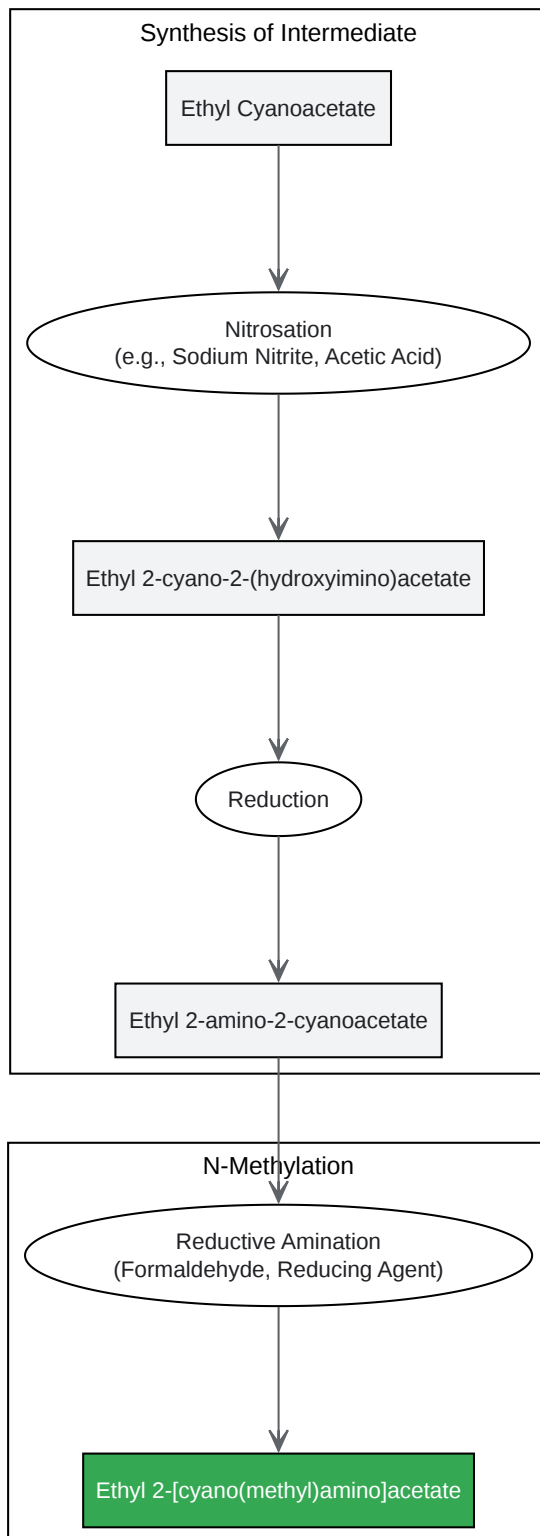 Synthesis of Intermediate
Ethyl Cyanoacetate
Nitrosation
(e.g., Sodium Nitrite, Acetic Acid)
Ethyl 2-cyano-2-(hydroxyimino)acetate
Reduction
Ethyl 2-amino-2-cyanoacetate
N-Methylation
Reductive Amination
(Formaldehyde, Reducing Agent)
Ethyl 2-[cyano(methyl)amino]acetate